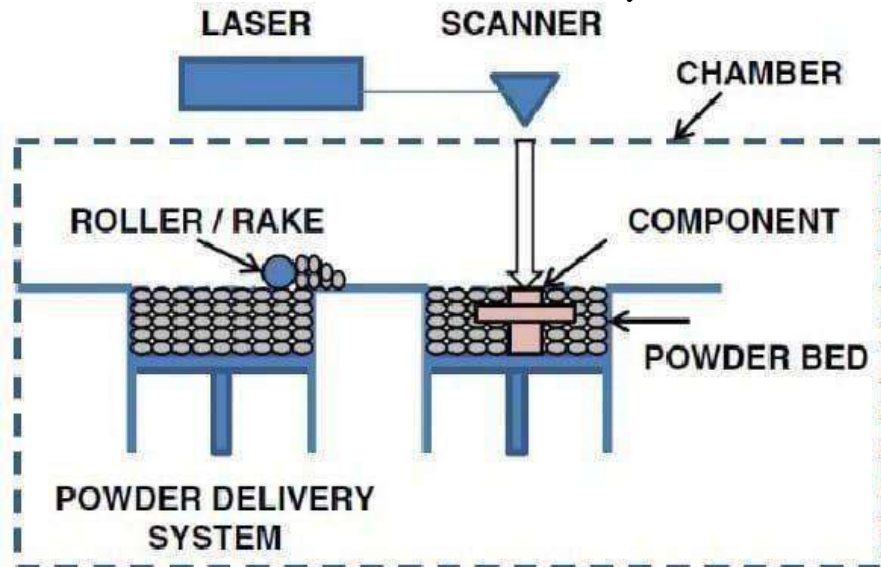 LASER
SCANNER
CHAMBER
ROLLER / RAKE
COMPONENT
POWDER BED
POWDER DELIVERY
SYSTEM